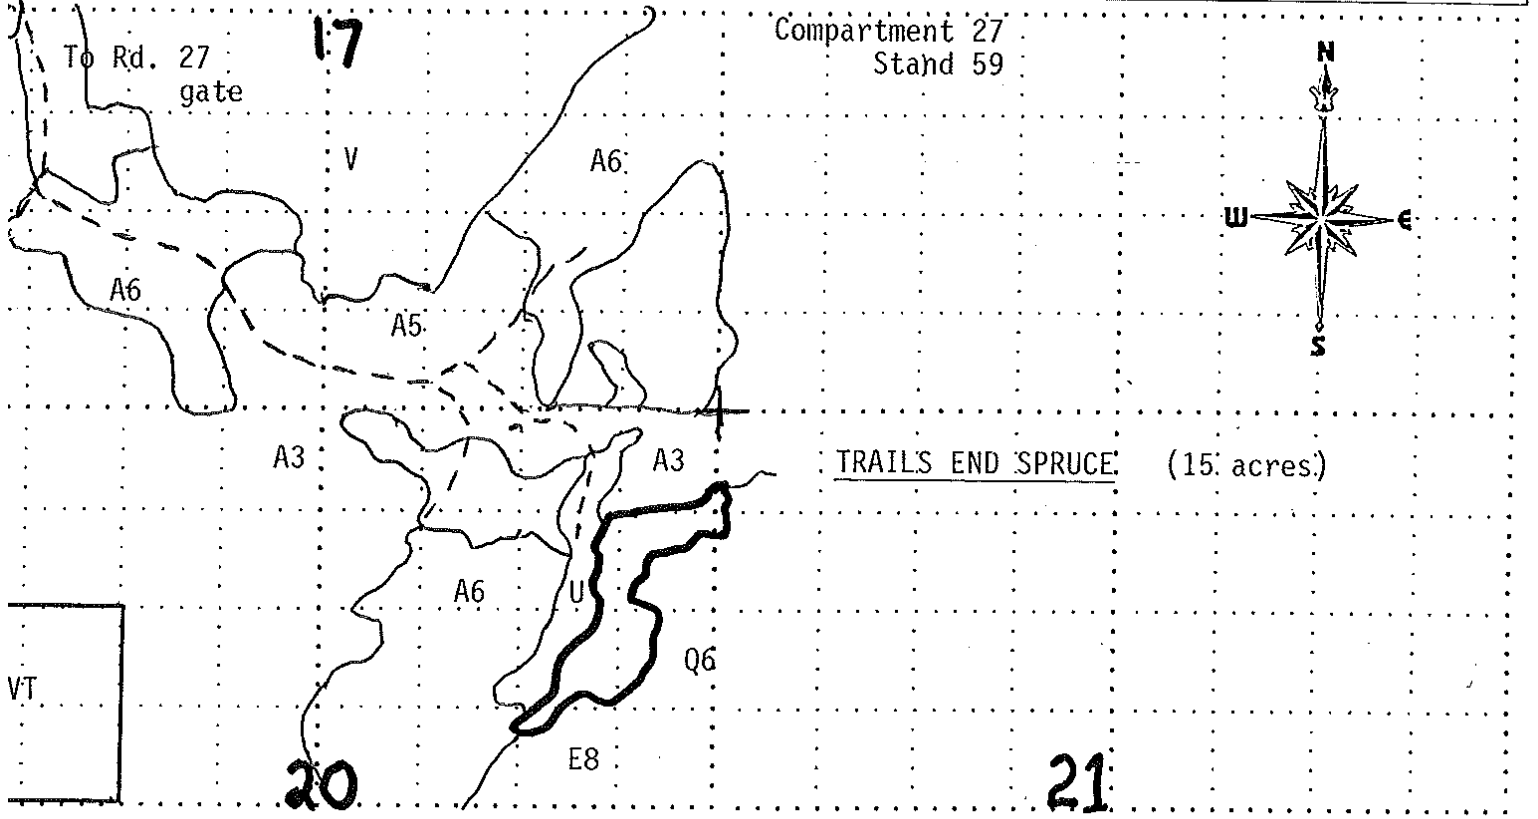 17
Compartment 27
Stand 59
To Rd. 27
gate
N
V
A6
W
E
A6
A5
S
A3
A3
TRAILS END SPRUCE (15 acres)
A6
U
Q6
VT
E8
20
21